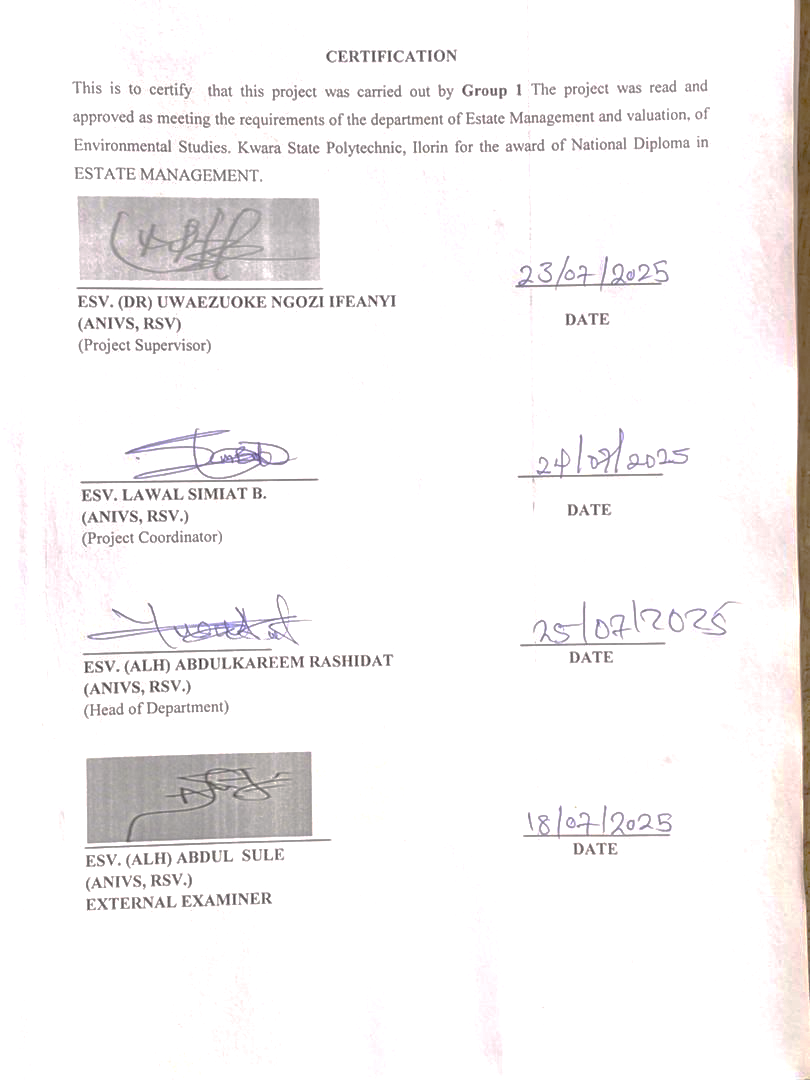 CERTIFICATION
This is to certify that this project was carried out by Group 1 The project was read and
approved as meeting the requirements of the department of Estate Management and valuation, of
Environmental Studies. Kwara State Polytechnic, Ilorin for the award of National Diploma in
ESTATE MANAGEMENT.
23/07/2025
ESV. (DR) UWAEZUOKE NGOZI IFEANYI
DATE
(ANIVS, RSV)
(Project Supervisor)
24/07/2025
ESV. LAWAL SIMIAT B.
DATE
(ANIVS, RSV.)
(Project Coordinator)
25/07/2025
ESV. (ALH) ABDULKAREEM RASHIDAT
DATE
(ANIVS, RSV.)
(Head of Department)
18/07/2025
ESV. (ALH) ABDUL SULE
DATE
(ANIVS, RSV.)
EXTERNAL EXAMINER